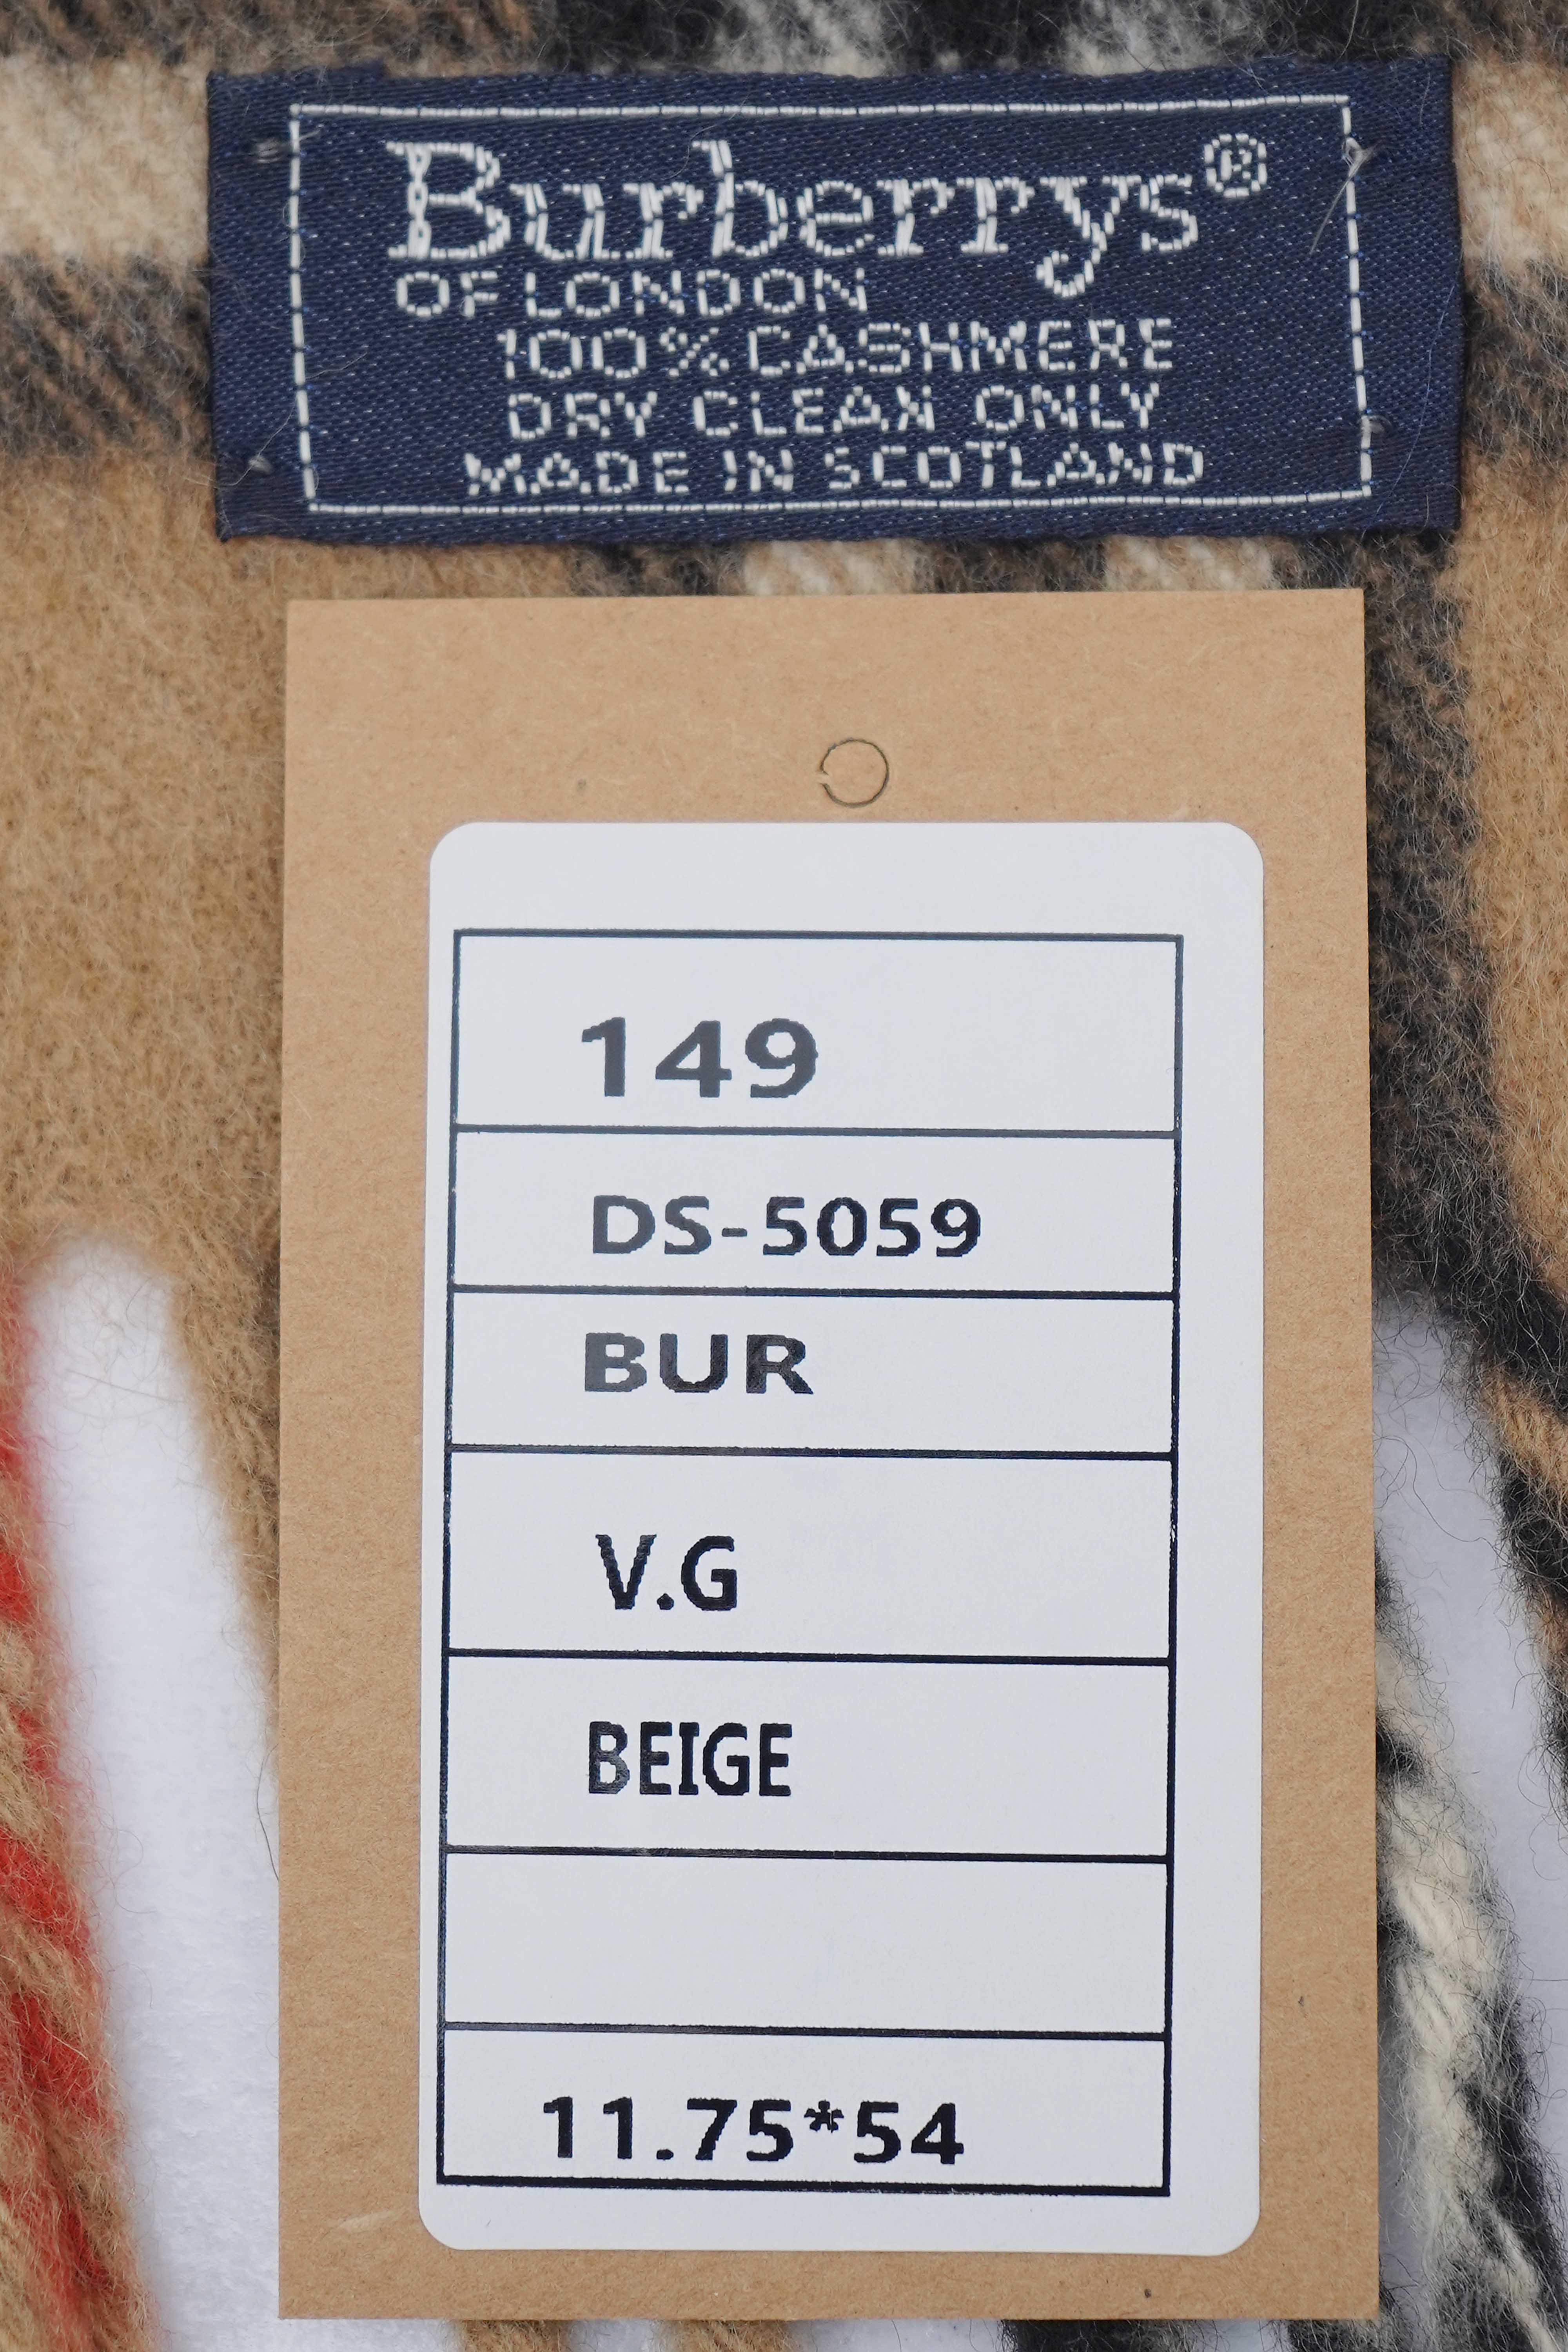 Burberrys®
OF LONDON
100% CASHMERE
DRY CLEAN ONLY
MADE IN SCOTLAND
149
DS-5059
BUR
V.G
BEIGE
11.75*54